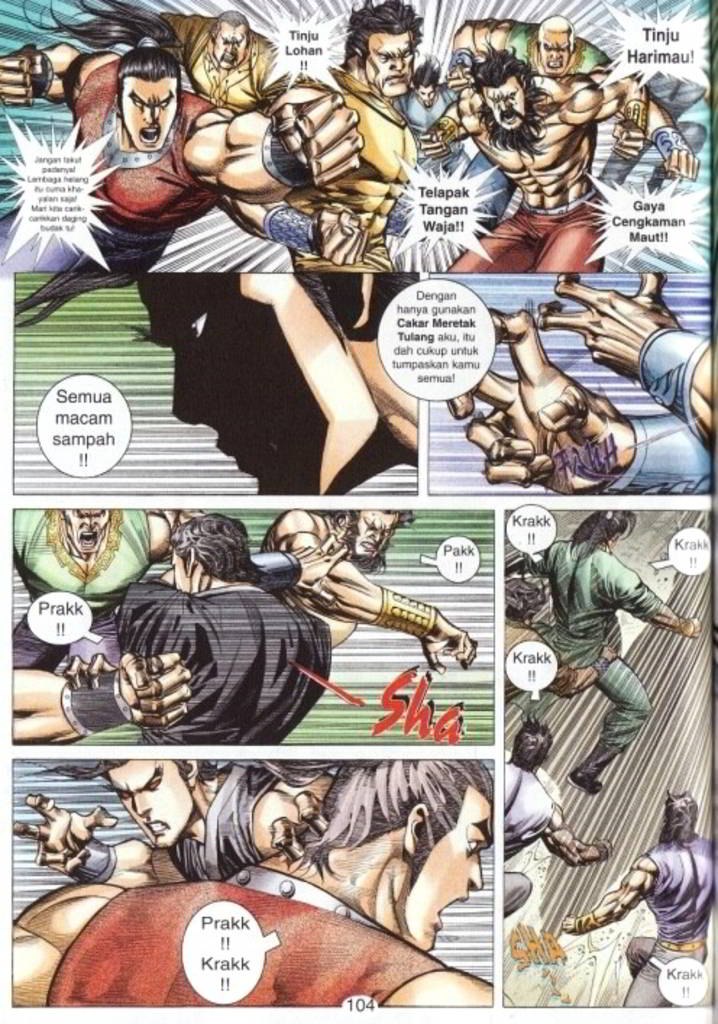 Tinju
Lohan
!!
Tinju
Harimau!
Jangan takut
padanya!
Lembaga helang
itu cuma kha-
yalan saja!
Mari kita carik-
carikkan daging
budak tu!
Telapak
Tangan
Waja!!
Gaya
Cengkaman
Maut!!
Semua
macam
sampah
!!
Dengan
hanya gunakan
Cakar Meretak
Tulang aku, itu
dah cukup untuk
tumpaskan kamu
semua!
Pakk
!!
Prakk
!!
Sha
Krakk
!!
Krakk
!!
Krakk
!!
Prakk
!!
Krakk
!!
SHA
Krakk
!!
104